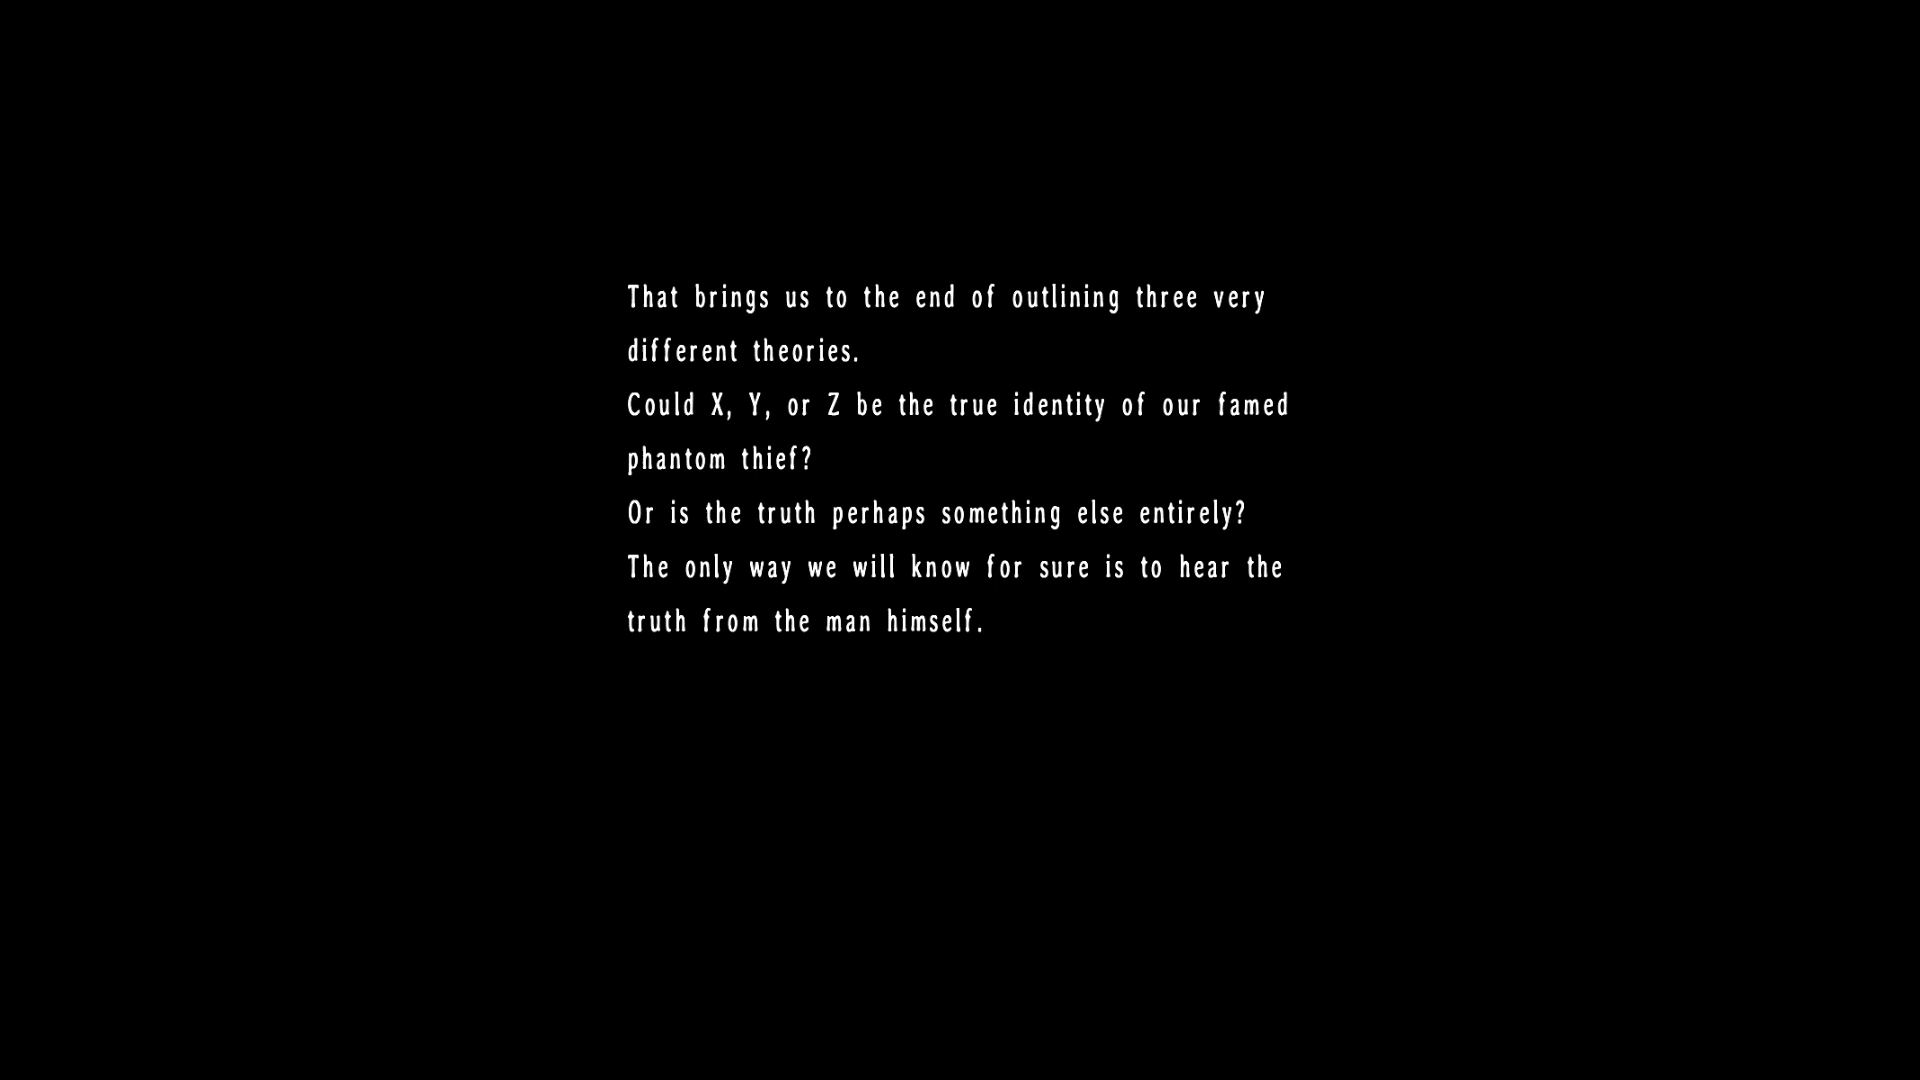 That brings us to the end of outlining three very
different theories.
Could X, Y, or Z be the true identity of our famed
phantom thief?
Or is the truth perhaps something else entirely?
The only way we will know for sure is to hear the
truth from the man himself.